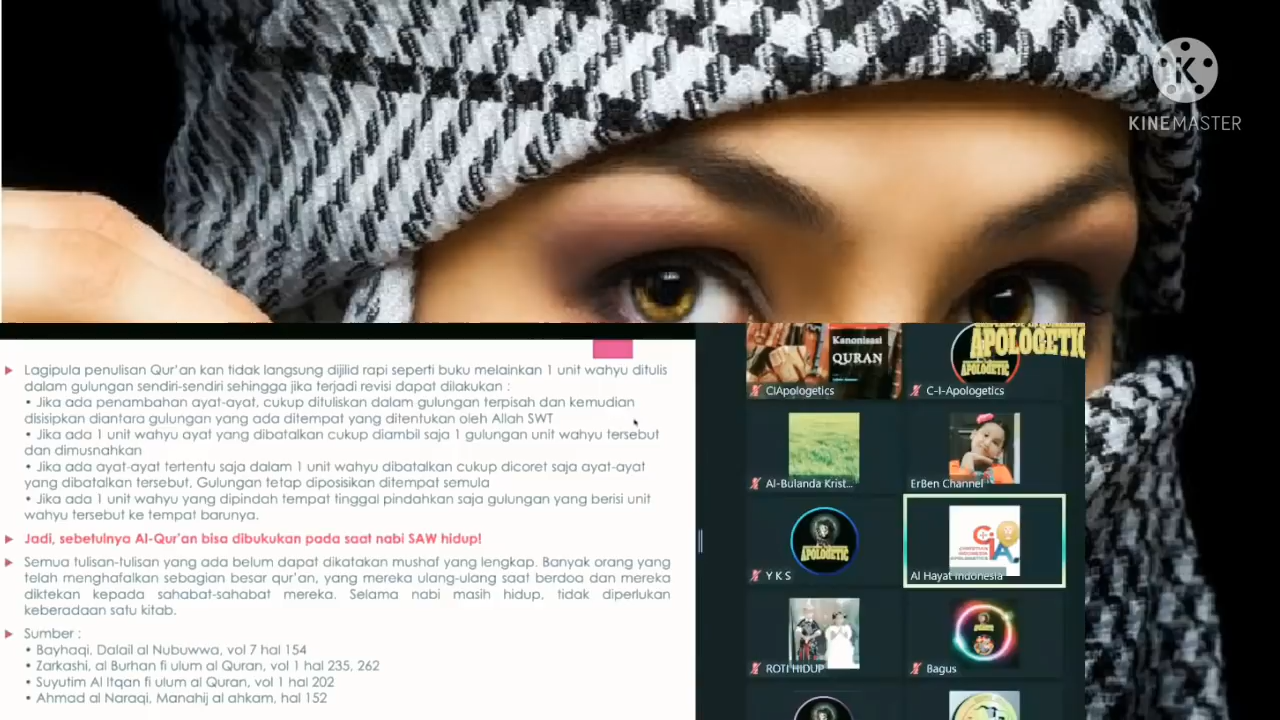 KINEMASTER
Lagipula penulisan Qur'an kan tidak langsung dijilid rapi seperti buku melainkan 1 unit wahyu ditulis
dalam gulungan sendiri-sendiri sehingga jika terjadi revisi dapat dilakukan :
• Jika ada penambahan ayat-ayat, cukup dituliskan dalam gulungan terpisah dan kemudian
disisipkan diantara gulungan yang ada ditempat yang ditentukan oleh Allah SWT
• Jika ada 1 unit wahyu ayat yang dibatalkan cukup diambil saja 1 gulungan unit wahyu tersebut
dan dimusnahkan
• Jika ada ayat-ayat tertentu saja dalam 1 unit wahyu dibatalkan cukup dicoret saja ayat-ayat
yang dibatalkan tersebut. Gulungan tetap diposisikan ditempat semula
• Jika ada 1 unit wahyu yang dipindah tempat tinggal pindahkan saja gulungan yang berisi unit
wahyu tersebut ke tempat barunya.
Jadi, sebetulnya Al-Qur'an bisa dibukukan pada saat nabi SAW hidup!
Semua tulisan-tulisan yang ada belum dapat dikatakan mushaf yang lengkap. Banyak orang yang
telah menghafalkan sebagian besar qur'an, yang mereka ulang-ulang saat berdoa dan mereka
diktekan kepada sahabat-sahabat mereka. Selama nabi masih hidup, tidak diperlukan
keberadaan satu kitab.
Sumber :
• Bayhaqi, Dalail al Nubuwwa, vol 7 hal 154
• Zarkashi, al Burhan fi ulum al Quran, vol 1 hal 235, 262
• Suyutim Al Itqan fi ulum al Quran, vol 1 hal 202
• Ahmad al Naraqi, Manahij al ahkam, hal 152
Kanonisasi
QURAN
CIApologetics
APOLOGETIC
APOLOGETIC
C-I-Apologetics
Al-Bulanda Krist...
ErBen Channel
APOLOGETIC
Y K S
Al Hayat Indonesia
ROTI HIDUP
Bagus